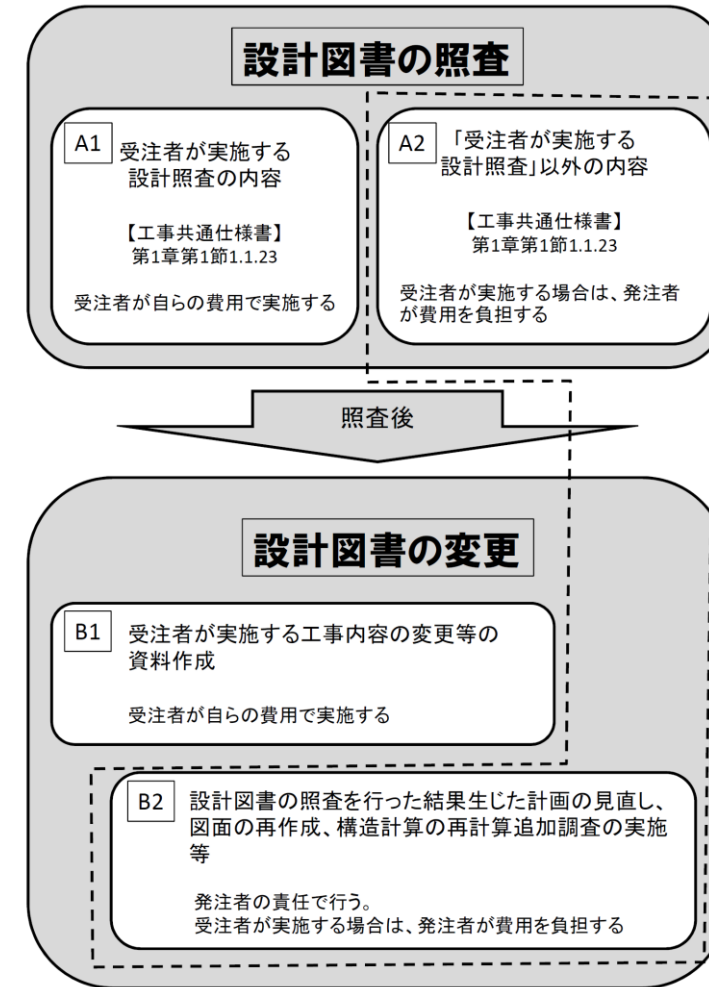 設計図書の照査
A1
受注者が実施する
設計照査の内容
【工事共通仕様書】
第1章第1節1.1.23
受注者が自らの費用で実施する
A2
「受注者が実施する
設計照査」以外の内容
【工事共通仕様書】
第1章第1節1.1.23
受注者が実施する場合は、発注者
が費用を負担する
照査後
設計図書の変更
B1
受注者が実施する工事内容の変更等の
資料作成
受注者が自らの費用で実施する
B2
設計図書の照査を行った結果生じた計画の見直し、
図面の再作成、構造計算の再計算追加調査の実施
等
発注者の責任で行う。
受注者が実施する場合は、発注者が費用を負担する